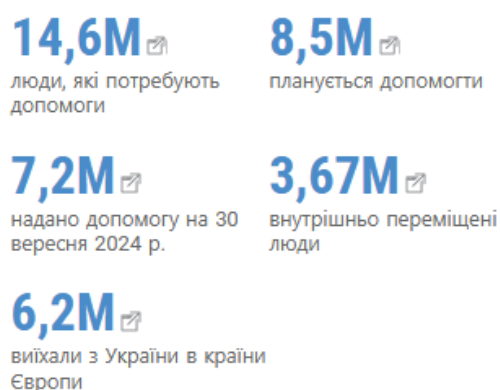 14,6M
люди, які потребують
допомоги
8,5M
планується допомогти
7,2M
надано допомогу на 30
вересня 2024 р.
3,67M
внутрішньо переміщені
люди
6,2M
виїхали з України в країни
Європи